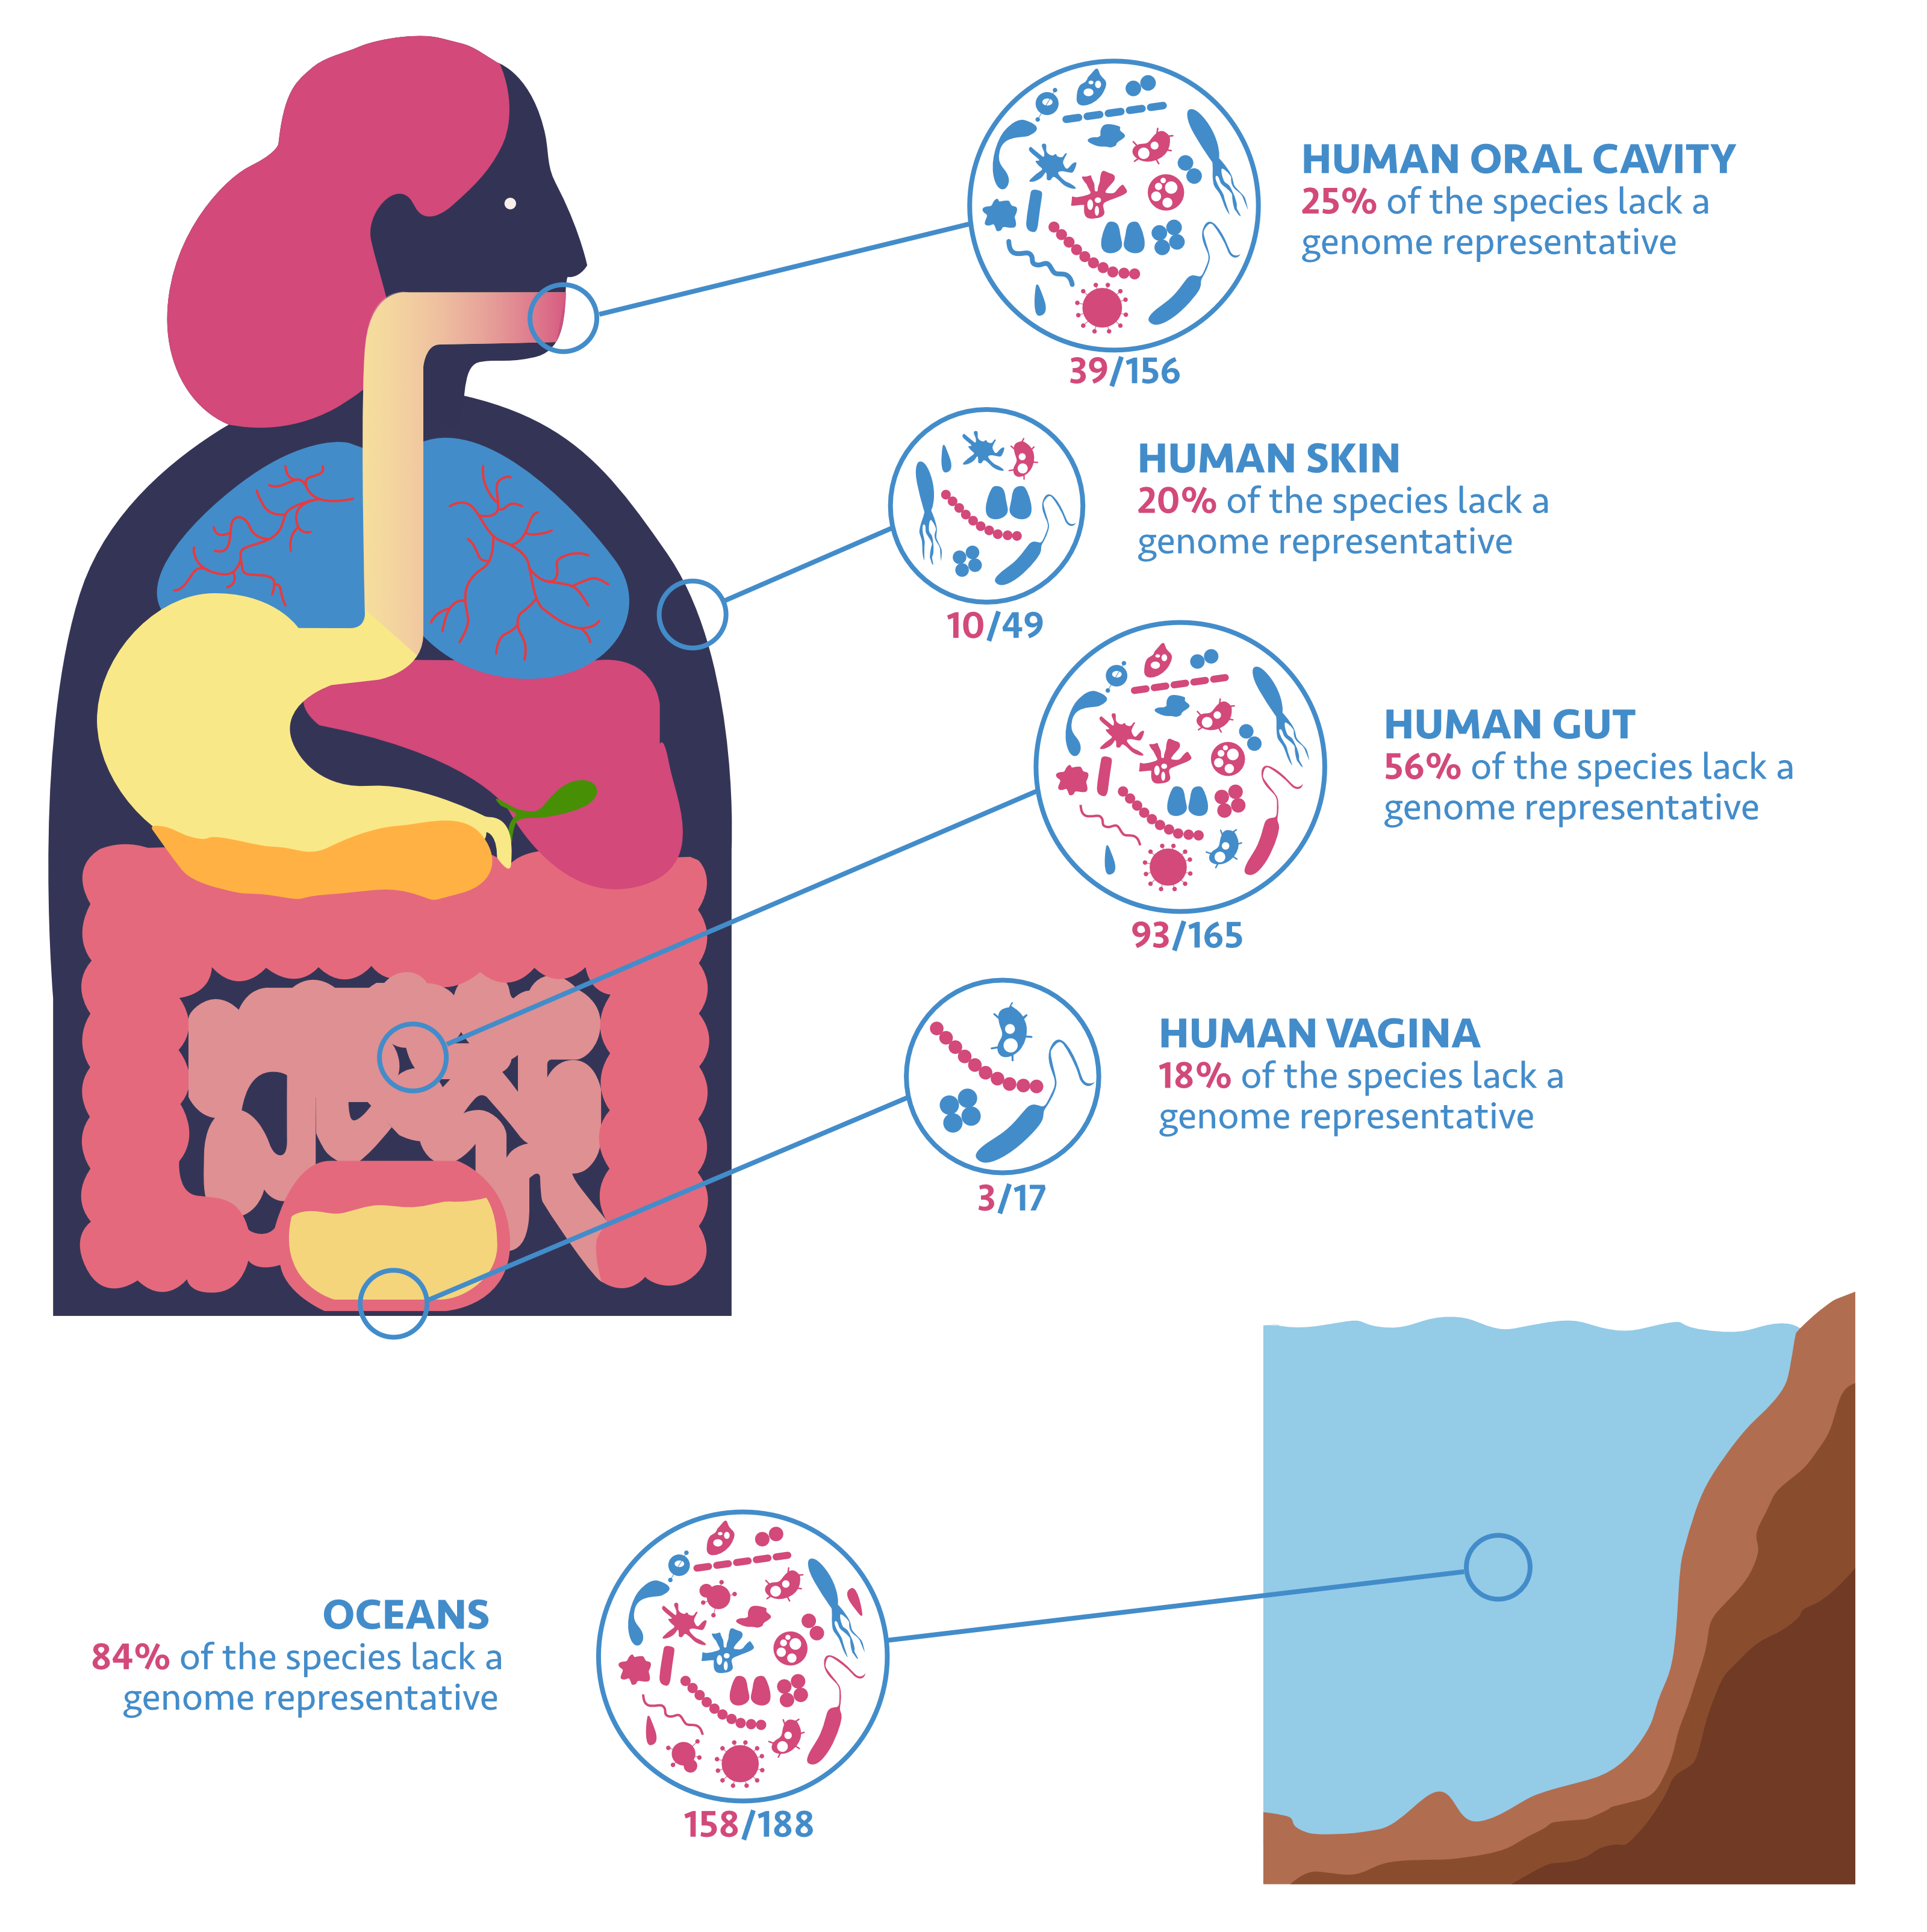 HUMAN ORAL CAVITY
25% of the species lack a
genome representative
39/156
HUMAN SKIN
20% of the species lack a
genome representative
10/49
HUMAN GUT
56% of the species lack a
genome representative
93/165
HUMAN VAGINA
18% of the species lack a
genome representative
3/17
OCEANS
84% of the species lack a
genome representative
158/188